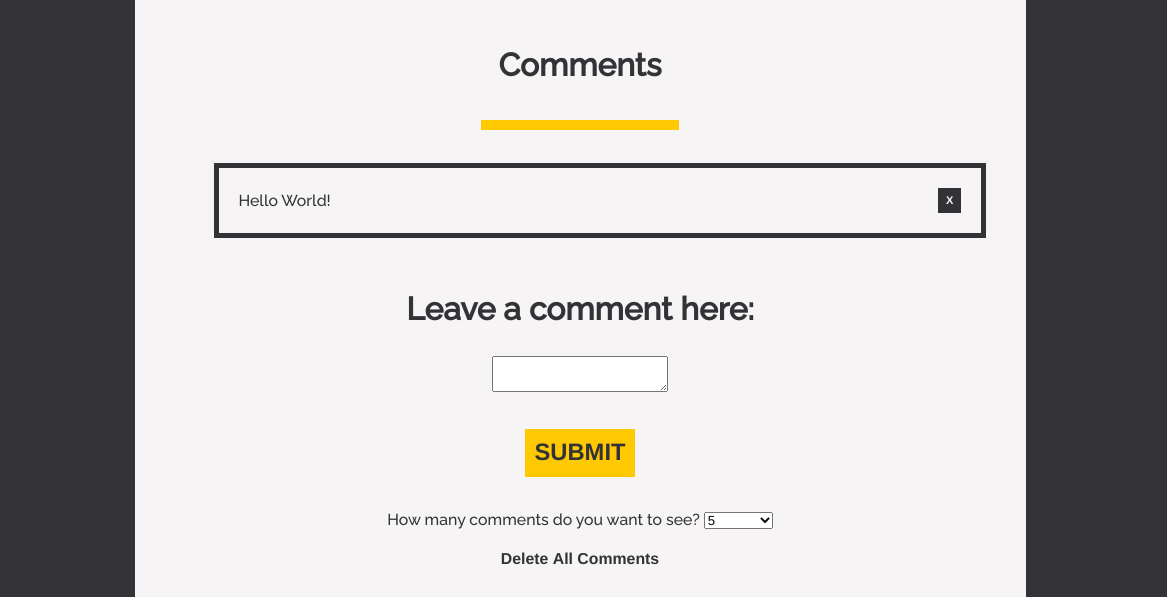 Comments
Hello World! X
Leave a comment here:
SUBMIT
How many comments do you want to see? 5
Delete All Comments